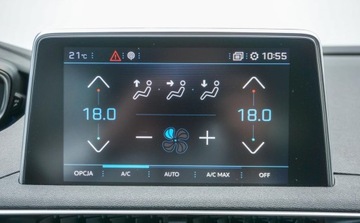 21°C 10:55
18.0 18.0
OPCJA A/C AUTO A/C MAX OFF